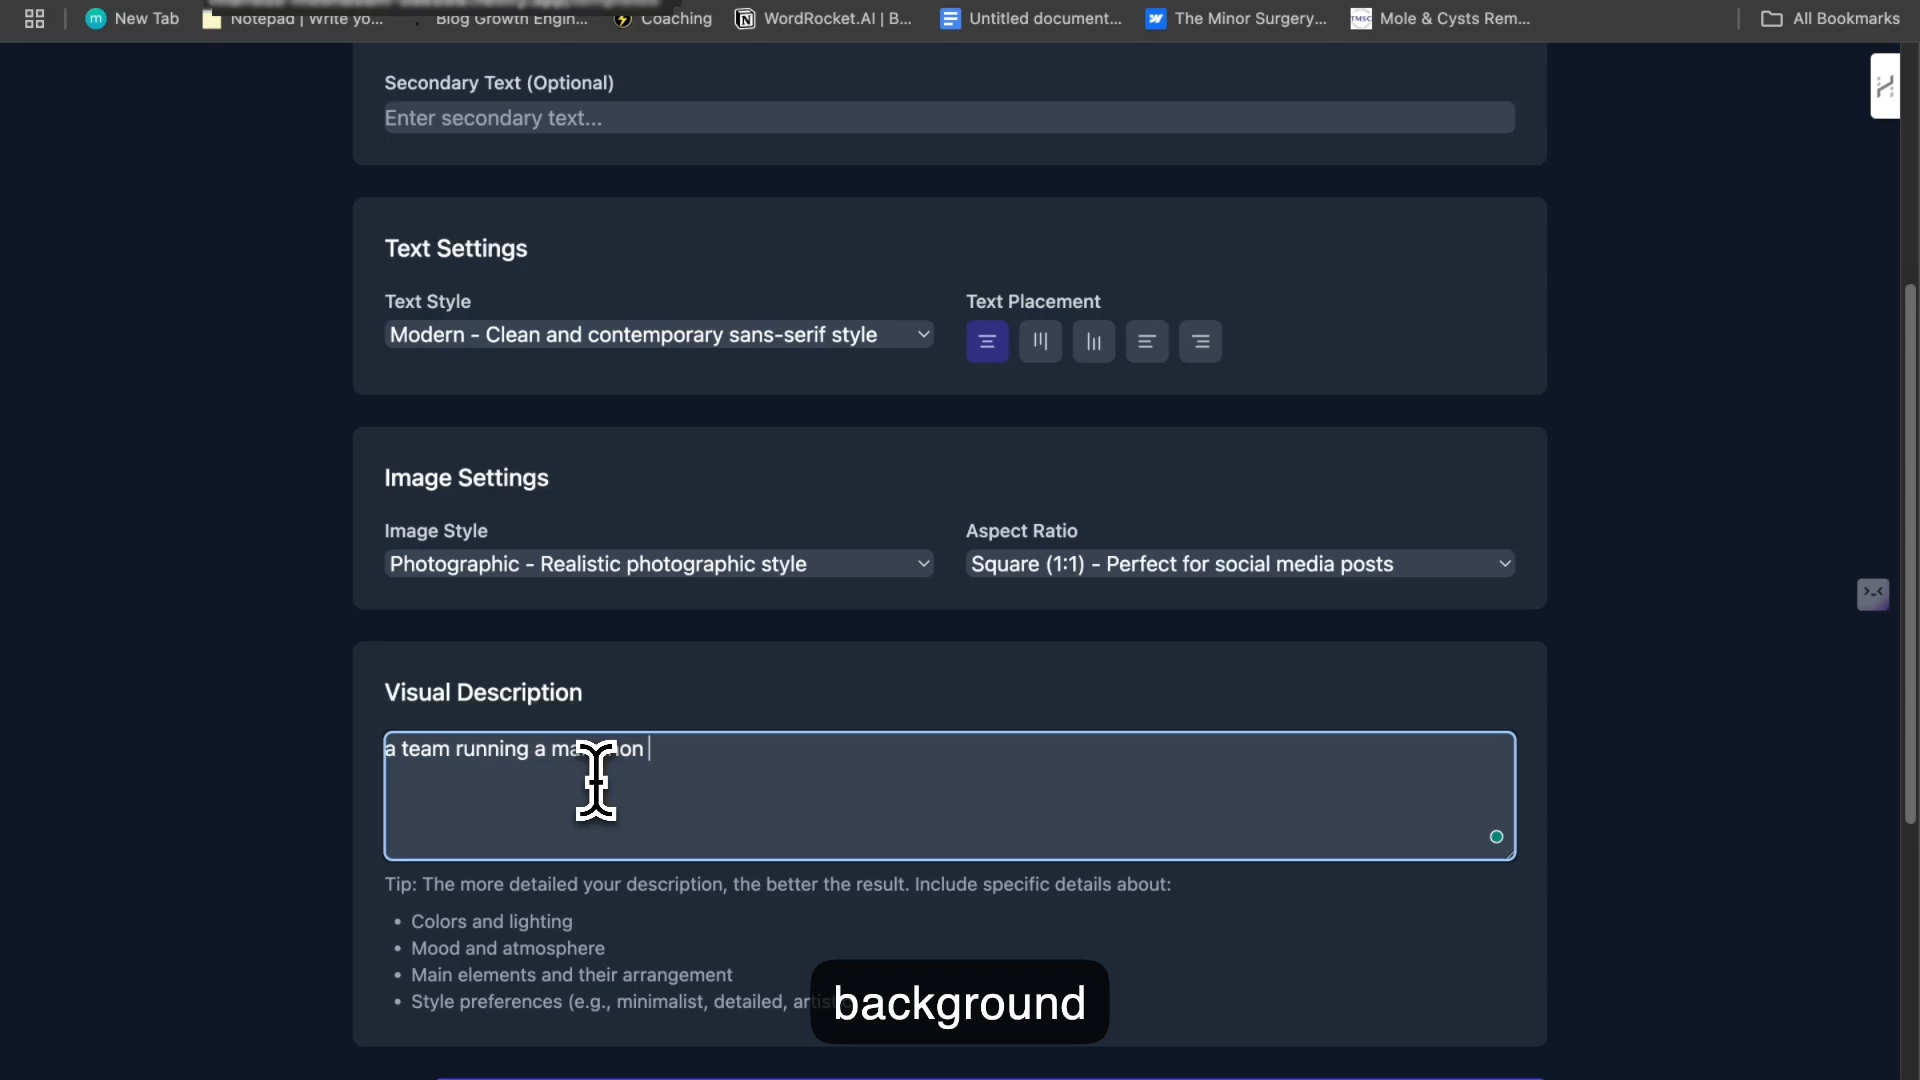 New Tab
Notepad | Write yo...
Blog Growth Engin...
Coaching
WordRocket.AI | B...
Untitled document...
The Minor Surgery...
TMSC
Mole & Cysts Rem...
All Bookmarks
Secondary Text (Optional)
Enter secondary text...
Text Settings
Text Style
Text Placement
Modern - Clean and contemporary sans-serif style
Image Settings
Image Style
Aspect Ratio
Photographic - Realistic photographic style
Square (1:1) - Perfect for social media posts
Visual Description
a team running a
Tip: The more detailed your description, the better the result. Include specific details about:
• Colors and lighting
• Mood and atmosphere
• Main elements and their arrangement
• Style preferences (e.g., minimalist, detailed,
background